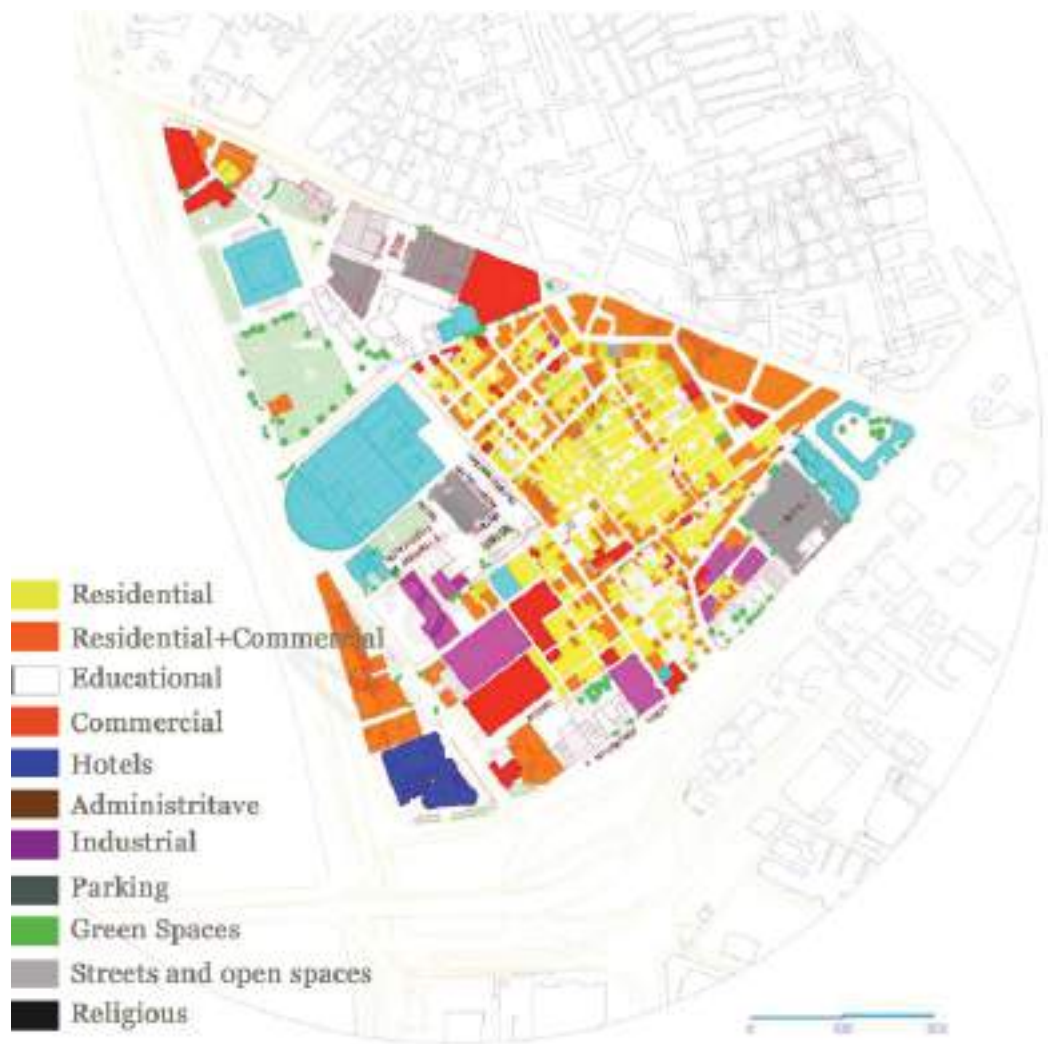 Residential
Residential+Commercial
Educational
Commercial
Hotels
Administritave
Industrial
Parking
Green Spaces
Streets and open spaces
Religious